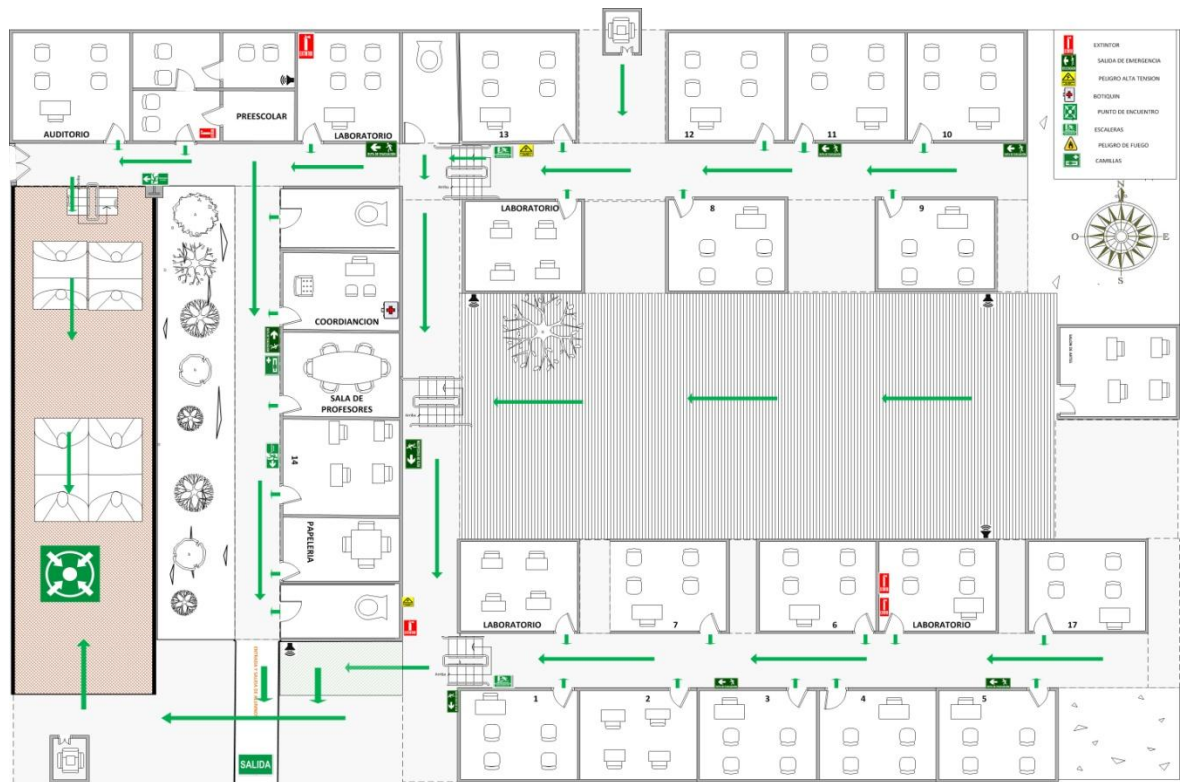 EXTINTOR
SALIDA DE EMERGENCIA
PELIGRO ALTA TENSION
BOTIQUIN
PUNTO DE ENCUENTRO
ESCALERAS
PELIGRO DE FUEGO
CAMILLAS
N
O
E
S
AUDITORIO
PREESCOLAR
LABORATORIO
13
12
11
10
LABORATORIO
8
9
COORDIANCION
SALA DE
PROFESORES
14
PAPELERIA
LABORATORIO
7
6
LABORATORIO
17
1
2
3
4
5
SALIDA